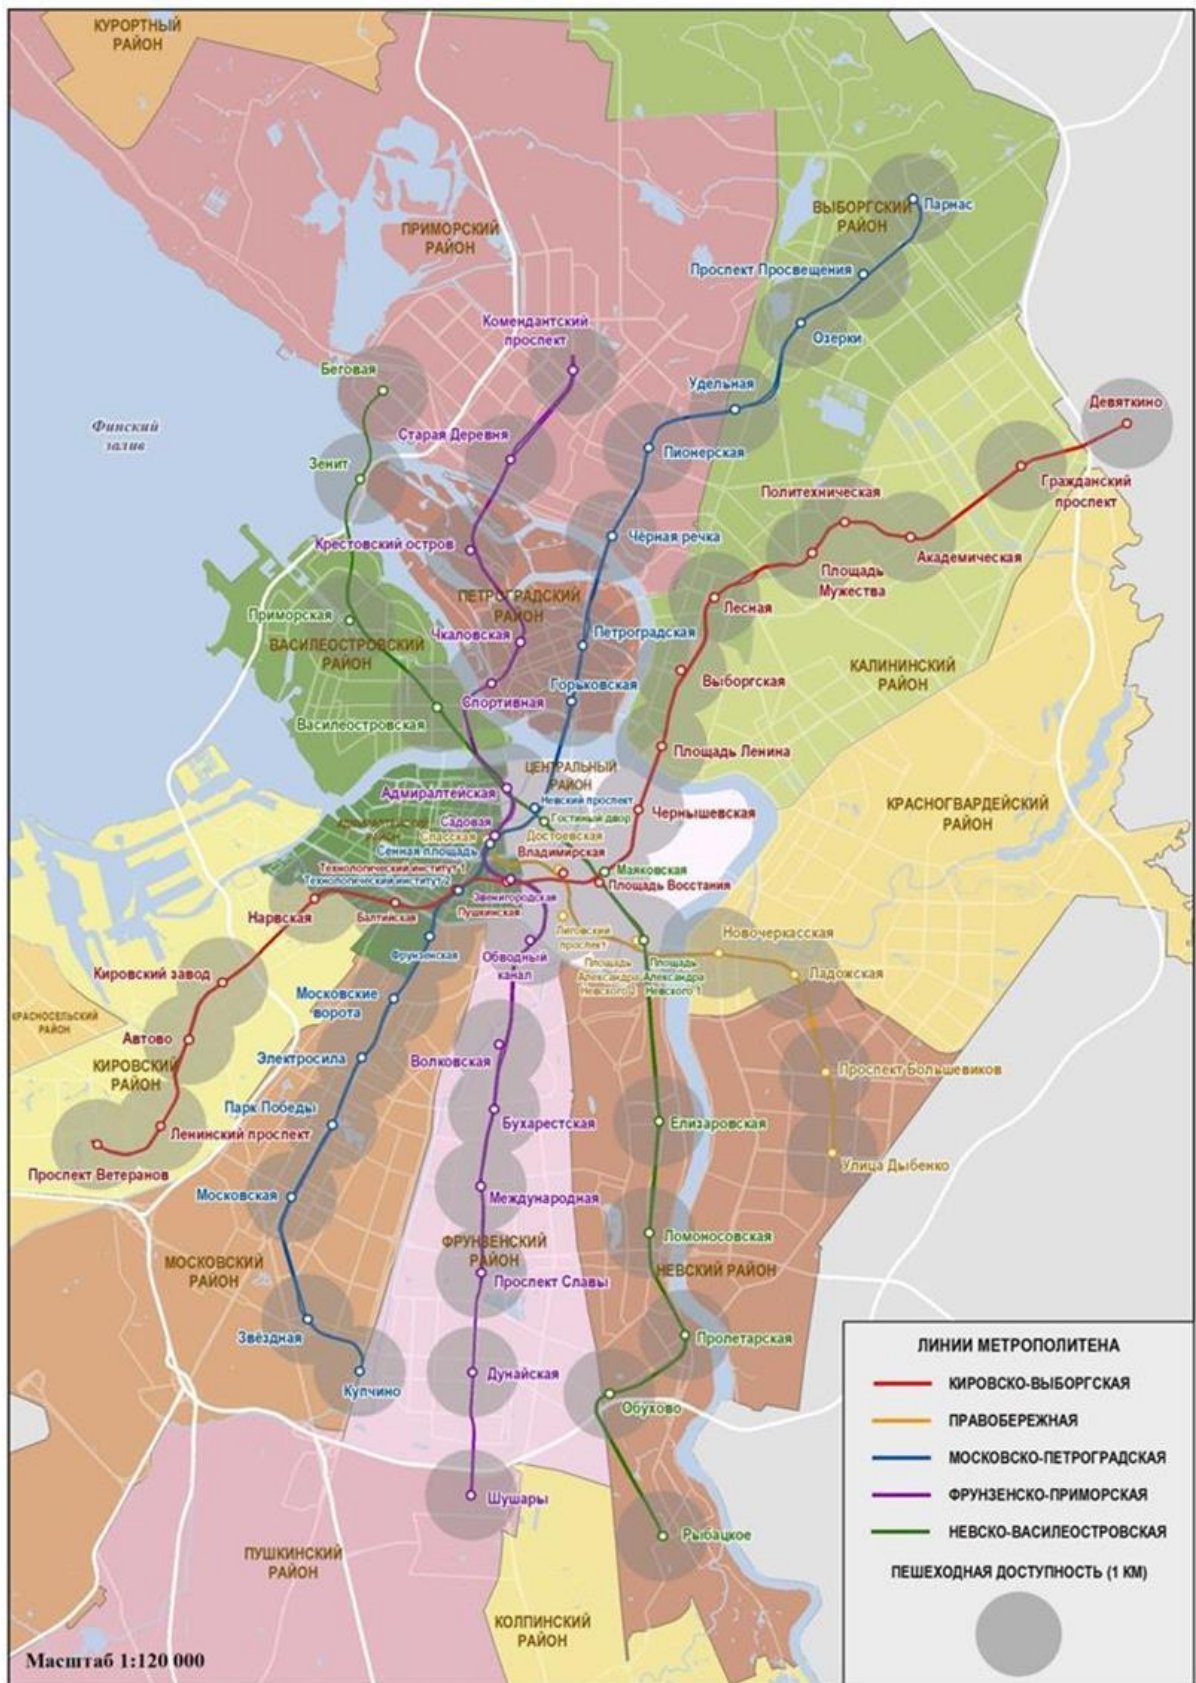 КУРОРТНЫЙ
РАЙОН
Парнас
ВЫБОРГСКИЙ
РАЙОН
ПРИМОРСКИЙ
РАЙОН
Проспект Просвещения
Комендантский
проспект
Озерки
Беговая
Удельная
Девяткино
Финский
залив
Старая Деревня
Пионерская
Зенит
Гражданский
проспект
Политехническая
Крестовский остров
Чёрная речка
Академическая
Площадь
Мужества
ПЕТРОГРАДСКИЙ
РАЙОН
Лесная
Приморская
Чкаловская
Петроградская
ВАСИЛЕОСТРОВСКИЙ
РАЙОН
КАЛИНИНСКИЙ
РАЙОН
Выборгская
Горьковская
Спортивная
Василеостровская
Площадь Ленина
ЦЕНТРАЛЬНЫЙ
РАЙОН
Адмиралтейская
Невский проспект
КРАСНОГВАРДЕЙСКИЙ
РАЙОН
Чернышевская
Садовая
Гостиный двор
РАЙОН
Спасская
Достоевская
Сенная площадь
Владимирская
Технологический институт 1
Технологический институт 2
Маяковская
Площадь Восстания
Звенигородская
Пушкинская
Балтийская
Нарвская
Лиговский
проспект
Новочеркасская
Фрунзенская
Обводный
канал
Площадь
Александра
Невского 2
Площадь
Александра
Невского 1
Ладожская
Кировский завод
Московские
ворота
КРАСНОСЕЛЬСКИЙ
РАЙОН
Автово
Электросила
Волковская
КИРОВСКИЙ
РАЙОН
Проспект Большевиков
Парк Победы
Ленинский проспект
Бухарестская
Елизаровская
Проспект Ветеранов
Улица Дыбенко
Московская
Международная
Ломоносовская
ФРУНЗЕНСКИЙ
РАЙОН
МОСКОВСКИЙ
РАЙОН
НЕВСКИЙ РАЙОН
Проспект Славы
Звёздная
Пролетарская
Дунайская
Купчино
Обухово
Шушары
Рыбацкое
ПУШКИНСКИЙ
РАЙОН
КОЛПИНСКИЙ
РАЙОН
Масштаб 1:120 000
ЛИНИИ МЕТРОПОЛИТЕНА
КИРОВСКО-ВЫБОРГСКАЯ
ПРАВОБЕРЕЖНАЯ
МОСКОВСКО-ПЕТРОГРАДСКАЯ
ФРУНЗЕНСКО-ПРИМОРСКАЯ
НЕВСКО-ВАСИЛЕОСТРОВСКАЯ
ПЕШЕХОДНАЯ ДОСТУПНОСТЬ (1 КМ)